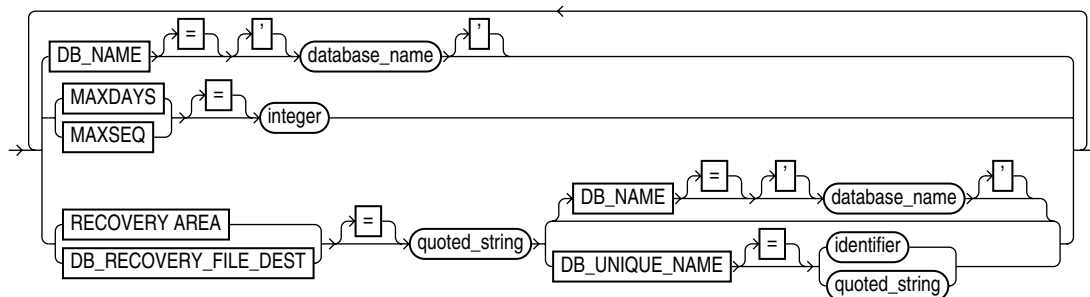 DB_NAME = ' database_name '
MAXDAYS
MAXSEQ
= integer
RECOVERY AREA
DB_RECOVERY_FILE_DEST
= quoted_string
DB_NAME = ' database_name '
DB_UNIQUE_NAME =
identifier
quoted_string